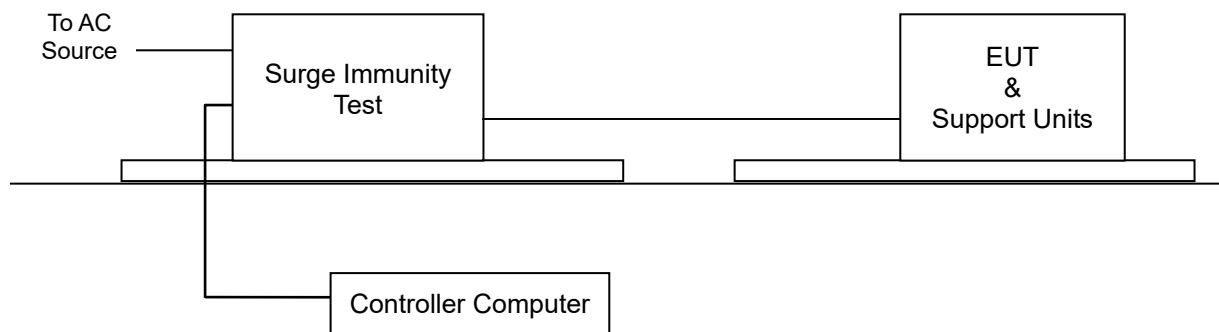 To AC
Source
Surge Immunity
Test
EUT
&
Support Units
Controller Computer